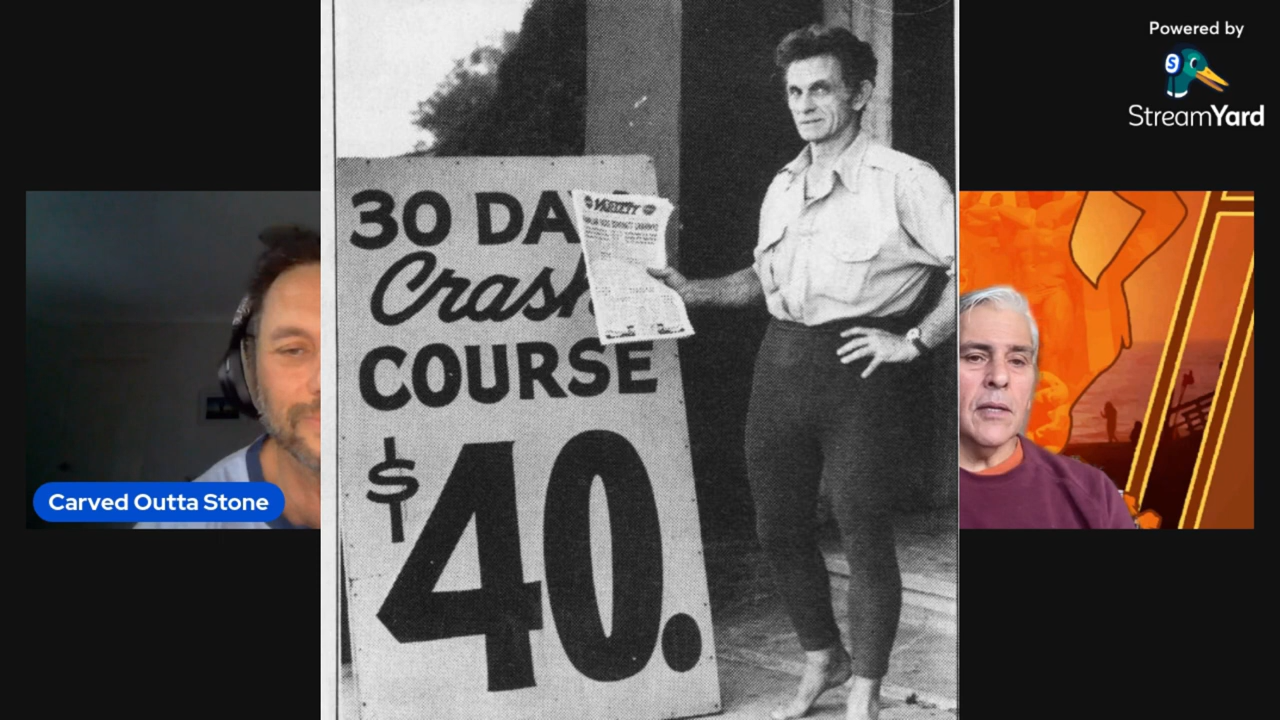 Powered by
StreamYard
30 DA
Crash
COURSE
$40.
VARIETY
Carved Outta Stone